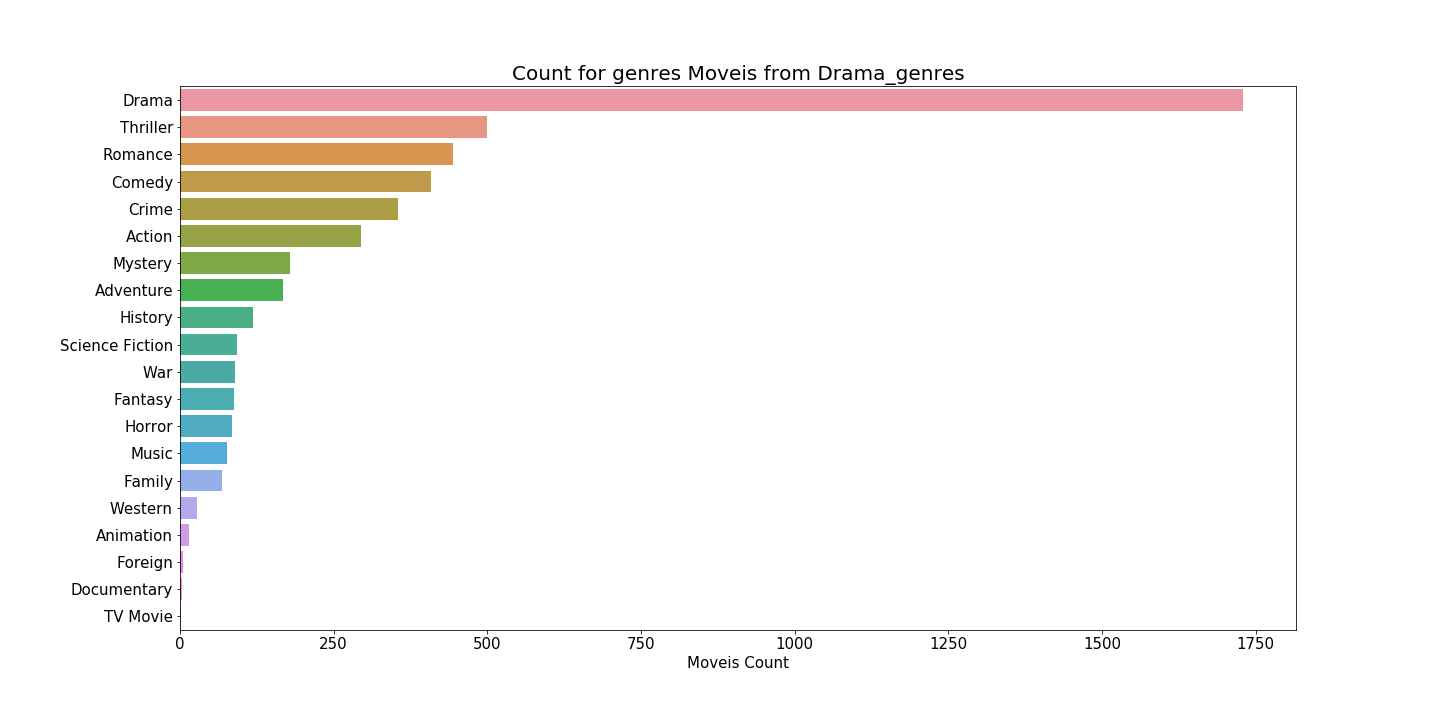 Count for genres Moveis from Drama_genres
Drama
Thriller
Romance
Comedy
Crime
Action
Mystery
Adventure
History
Science Fiction
War
Fantasy
Horror
Music
Family
Western
Animation
Foreign
Documentary
TV Movie
0 250 500 750 1000 1250 1500 1750
Moveis Count